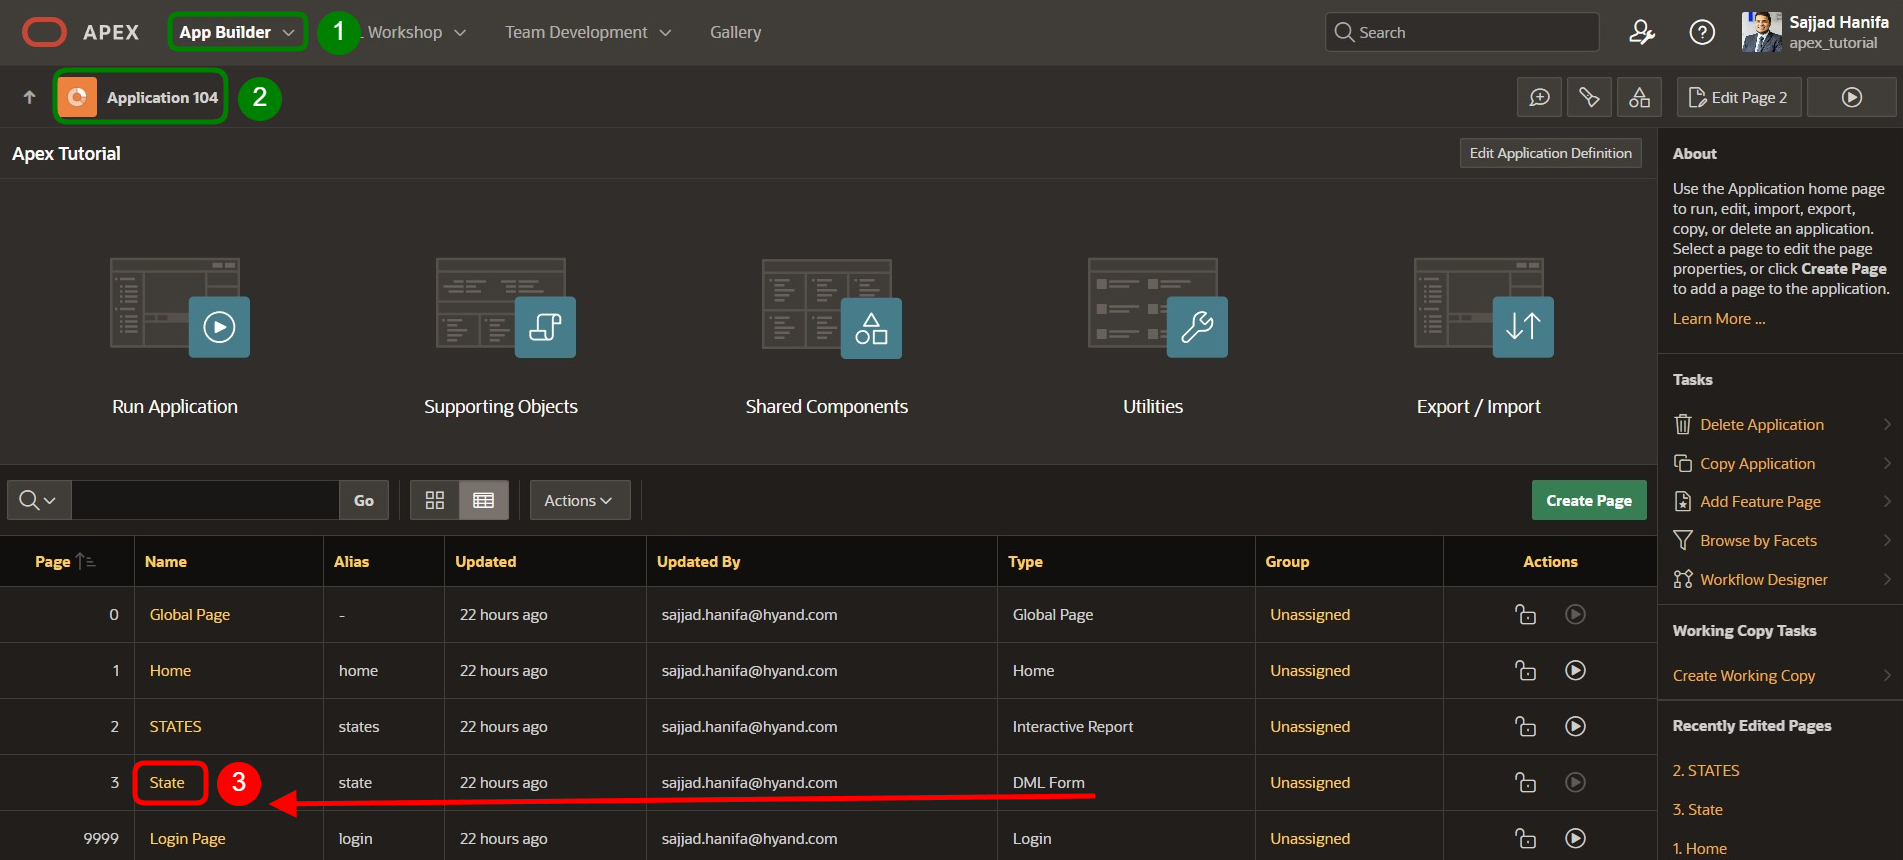 APEX
App Builder
1
Workshop
Team Development
Gallery
Search
Sajjad Hanifa
apex_tutorial
Application 104
2
Edit Page 2
Apex Tutorial
Edit Application Definition
Run Application
Supporting Objects
Shared Components
Utilities
Export / Import
Go
Actions
Create Page
Page Name Alias Updated Updated By Type Group Actions
0 Global Page - 22 hours ago sajjad.hanifa@hyand.com Global Page Unassigned
1 Home home 22 hours ago sajjad.hanifa@hyand.com Home Unassigned
2 STATES states 22 hours ago sajjad.hanifa@hyand.com Interactive Report Unassigned
3 State 3 state 22 hours ago sajjad.hanifa@hyand.com DML Form Unassigned
9999 Login Page login 22 hours ago sajjad.hanifa@hyand.com Login Unassigned
About
Use the Application home page
to run, edit, import, export,
copy, or delete an application.
Select a page to edit the page
properties, or click Create Page
to add a page to the application.
Learn More ...
Tasks
Delete Application
Copy Application
Add Feature Page
Browse by Facets
Workflow Designer
Working Copy Tasks
Create Working Copy
Recently Edited Pages
2. STATES
3. State
1. Home